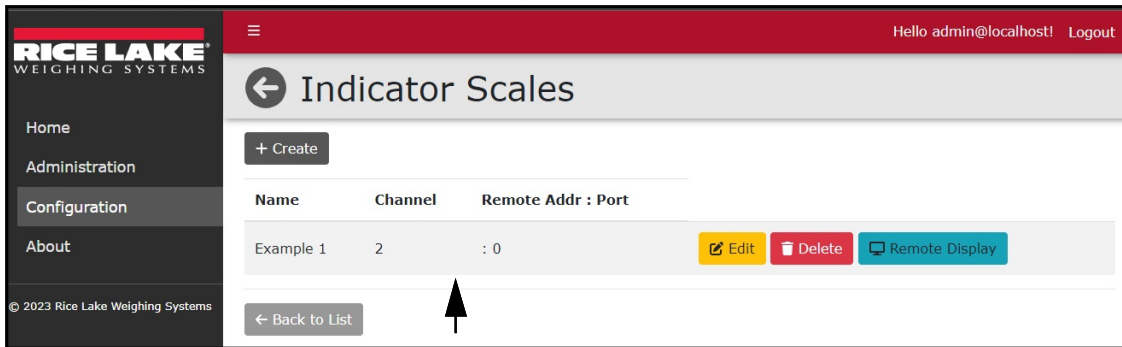 RICE LAKE®
WEIGHING SYSTEMS
Home
Administration
Configuration
About
© 2023 Rice Lake Weighing Systems
Hello admin@localhost! Logout
Indicator Scales
+ Create
Name Channel Remote Addr : Port
Example 1 2 : 0 Edit Delete Remote Display
← Back to List